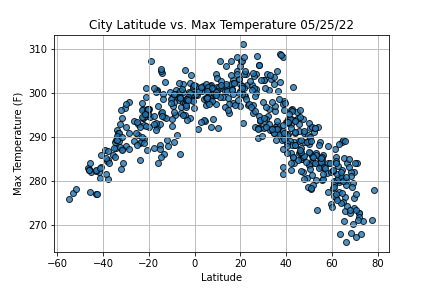 City Latitude vs. Max Temperature 05/25/22
310
300
290
280
270
Max Temperature (F)
−60 −40 −20 0 20 40 60 80
Latitude